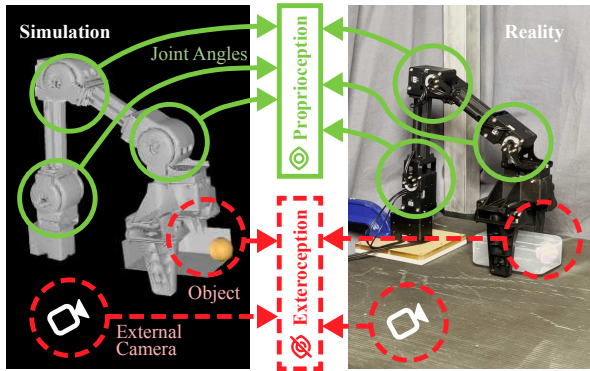 Simulation
Reality
Joint Angles
Proprioception
Object
Exteroception
External
Camera